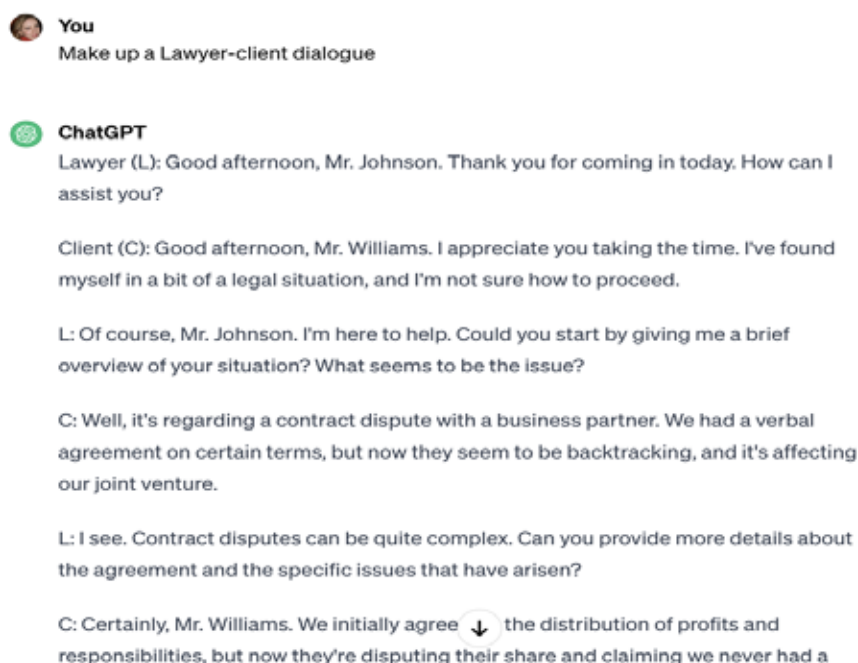 You
Make up a Lawyer-client dialogue
ChatGPT
Lawyer (L): Good afternoon, Mr. Johnson. Thank you for coming in today. How can I
assist you?
Client (C): Good afternoon, Mr. Williams. I appreciate you taking the time. I've found
myself in a bit of a legal situation, and I'm not sure how to proceed.
L: Of course, Mr. Johnson. I'm here to help. Could you start by giving me a brief
overview of your situation? What seems to be the issue?
C: Well, it's regarding a contract dispute with a business partner. We had a verbal
agreement on certain terms, but now they seem to be backtracking, and it's affecting
our joint venture.
L: I see. Contract disputes can be quite complex. Can you provide more details about
the agreement and the specific issues that have arisen?
C: Certainly, Mr. Williams. We initially agree the distribution of profits and
responsibilities, but now they're disputing their share and claiming we never had a